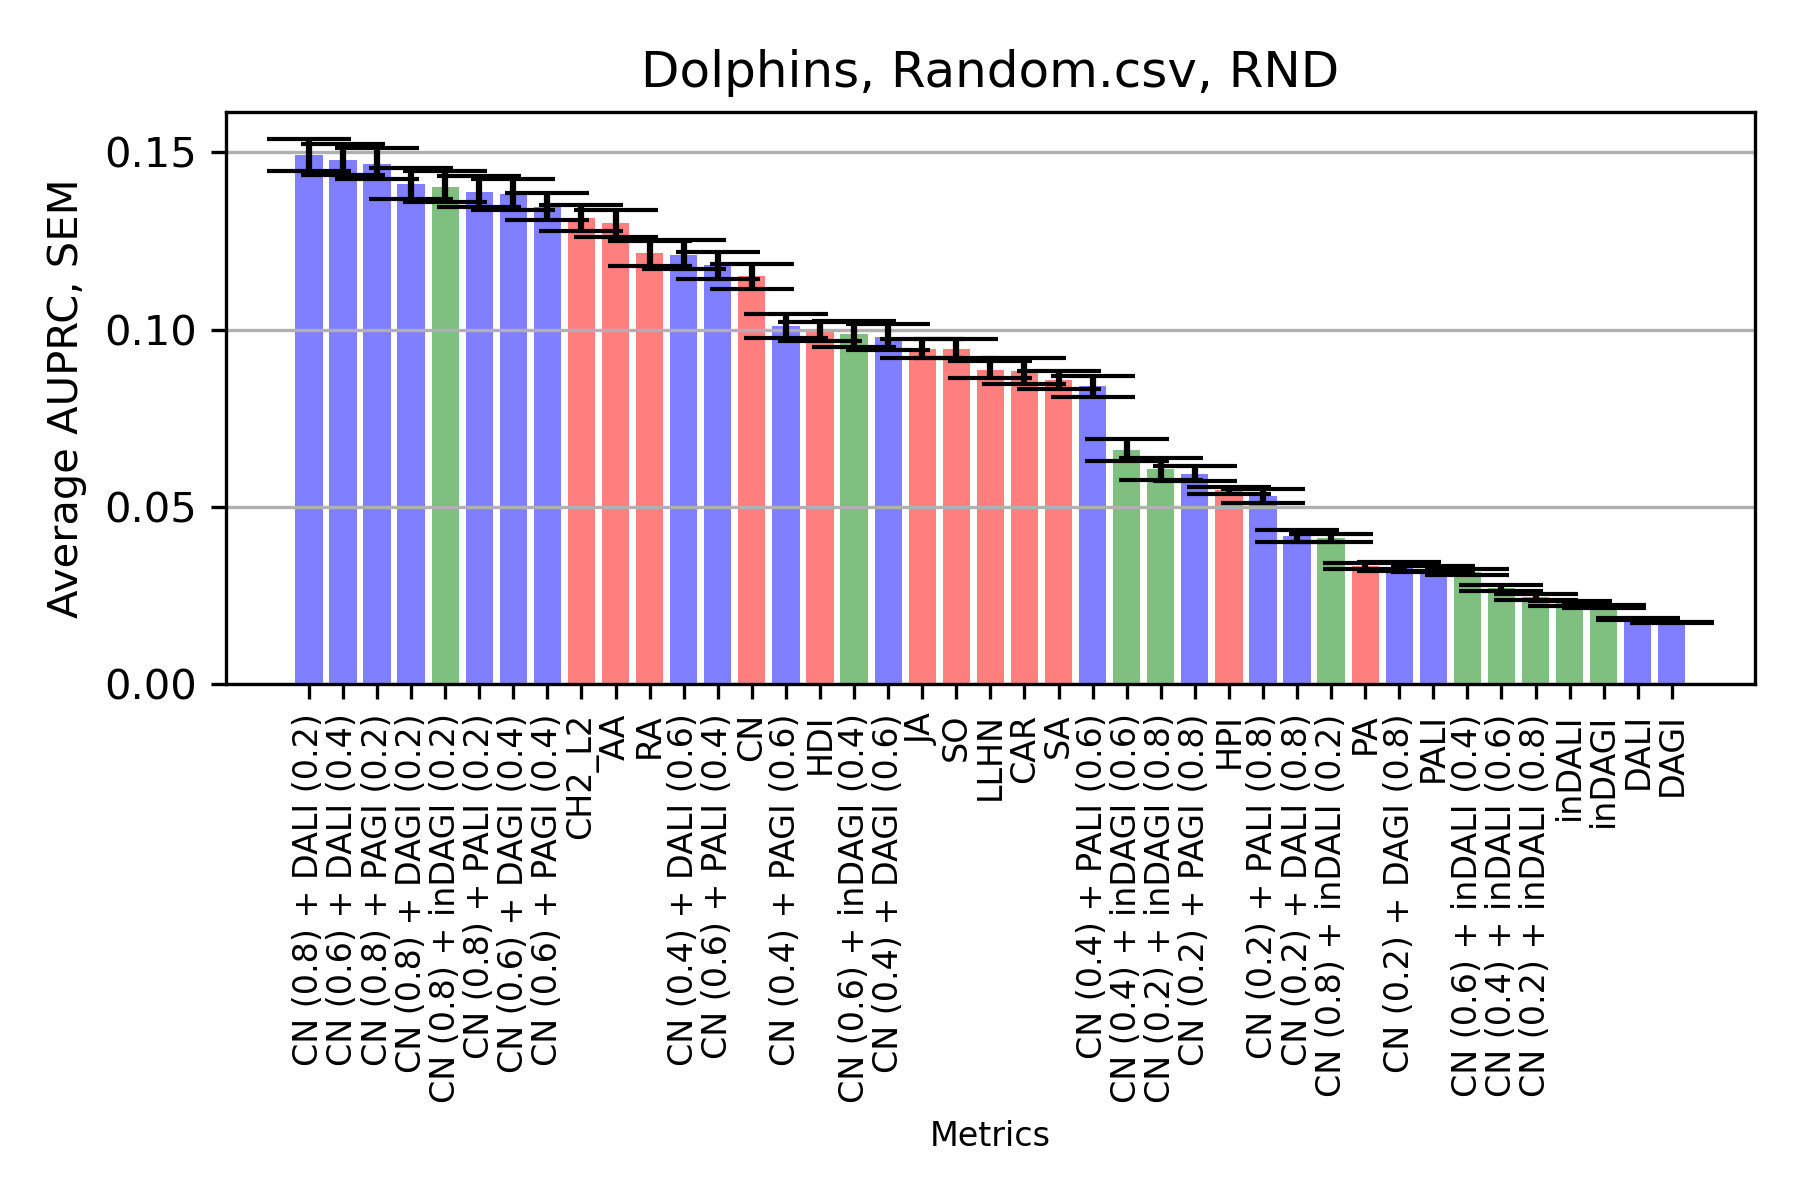 Dolphins, Random.csv, RND
Average AUPRC, SEM
0.15
0.10
0.05
0.00
CN (0.8) + DALI (0.2)
CN (0.6) + DALI (0.4)
CN (0.8) + PAGI (0.2)
CN (0.8) + DAGI (0.2)
CN (0.8) + inDAGI (0.2)
CN (0.8) + PALI (0.2)
CN (0.6) + DAGI (0.4)
CN (0.6) + PAGI (0.4)
CH2_L2
_AA
RA
CN (0.4) + DALI (0.6)
CN (0.6) + PALI (0.4)
CN
CN (0.4) + PAGI (0.6)
HDI
CN (0.6) + inDAGI (0.4)
CN (0.4) + DAGI (0.6)
JA
SO
LLHN
CAR
SA
CN (0.4) + PALI (0.6)
CN (0.4) + inDAGI (0.6)
CN (0.2) + inDAGI (0.8)
CN (0.2) + PAGI (0.8)
HPI
CN (0.2) + PALI (0.8)
CN (0.2) + DALI (0.8)
CN (0.8) + inDALI (0.2)
PA
CN (0.2) + DAGI (0.8)
PALI
CN (0.6) + inDALI (0.4)
CN (0.4) + inDALI (0.6)
CN (0.2) + inDALI (0.8)
inDALI
inDAGI
DALI
DAGI
Metrics